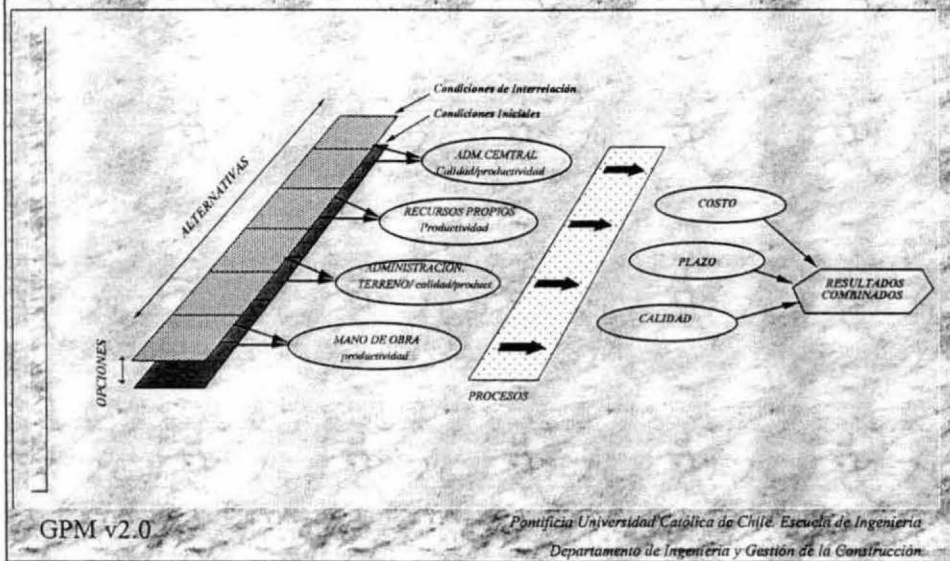 Condiciones de Interrelación
Condiciones Iniciales
ALTERNATIVAS
OPCIONES
ADM.CEMTRAL
Calidad/productividad
RECURSOS PROPIOS
Productividad
ADMINISTRACION.
TERRENO/ calidad/product
MANO DE OBRA
productividad
PROCESOS
COSTO
PLAZO
CALIDAD
RESULTADOS
COMBINADOS
GPM v2.0
Pontificia Universidad Católica de Chile. Escuela de Ingeniería
Departamento de Ingeniería y Gestión de la Construcción